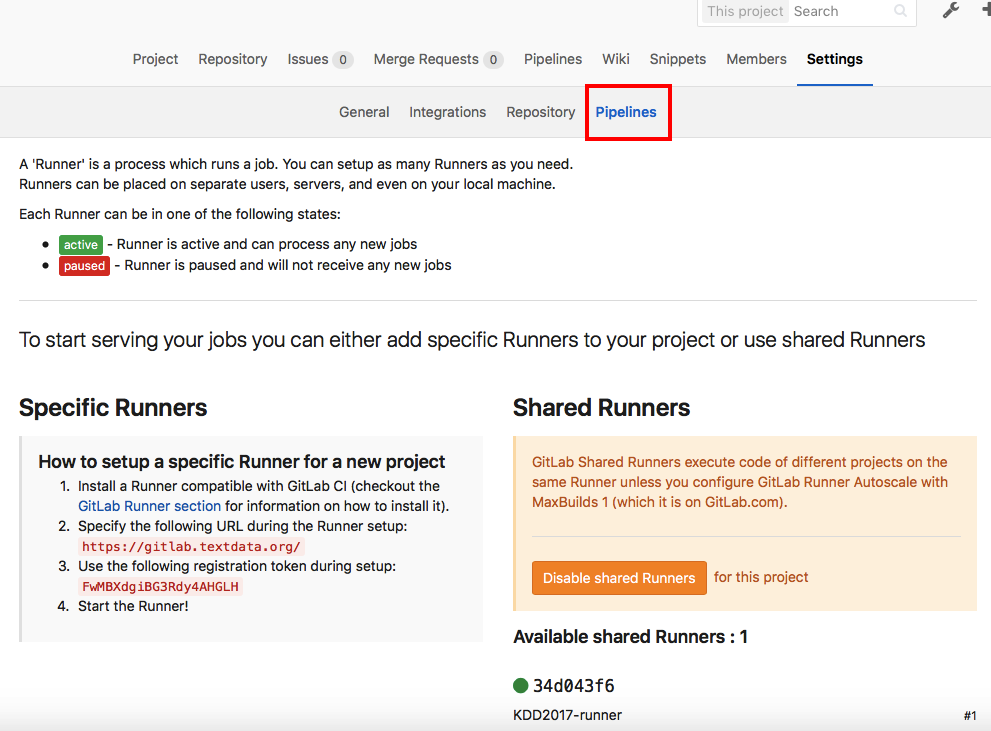 This project Search
Project Repository Issues 0 Merge Requests 0 Pipelines Wiki Snippets Members Settings
General Integrations Repository Pipelines
A 'Runner' is a process which runs a job. You can setup as many Runners as you need.
Runners can be placed on separate users, servers, and even on your local machine.
Each Runner can be in one of the following states:
• active - Runner is active and can process any new jobs
• paused - Runner is paused and will not receive any new jobs
To start serving your jobs you can either add specific Runners to your project or use shared Runners
Specific Runners
How to setup a specific Runner for a new project
1. Install a Runner compatible with GitLab CI (checkout the
GitLab Runner section for information on how to install it).
2. Specify the following URL during the Runner setup:
https://gitlab.textdata.org/
3. Use the following registration token during setup:
FwMBXdgiBG3Rdy4AHGLH
4. Start the Runner!
Shared Runners
GitLab Shared Runners execute code of different projects on the
same Runner unless you configure GitLab Runner Autoscale with
MaxBuilds 1 (which it is on GitLab.com).
Disable shared Runners for this project
Available shared Runners : 1
34d043f6
KDD2017-runner #1